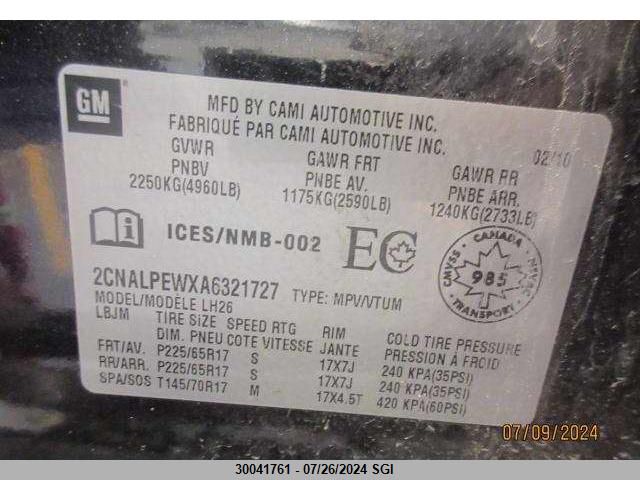 GM
MFD BY CAMI AUTOMOTIVE INC.
FABRIQUÉ PAR CAMI AUTOMOTIVE INC.
02/10
GVWR GAWR FRT GAWR RR
PNBV PNBE AV. PNBE ARR.
2250KG(4960LB) 1175KG(2590LB) 1240KG(2733LB)
ICES/NMB-002 EC
CANADA
CMVSS NSVAC
985
TRANSPORT
2CNALPEWXA6321727 TYPE: MPV/VTUM
MODEL/MODÈLE LH26
LBJM TIRE SIZE SPEED RTG RIM COLD TIRE PRESSURE
DIM. PNEU COTE VITESSE JANTE PRESSION À FROID
FRT/AV. P225/65R17 S 17X7J 240 KPA(35PSI)
RR/ARR. P225/65R17 S 17X7J 240 KPA(35PSI)
SPA/SOS T145/70R17 M 17X4.5T 420 KPA(60PSI)
07/09/2024
30041761 - 07/26/2024 SGI